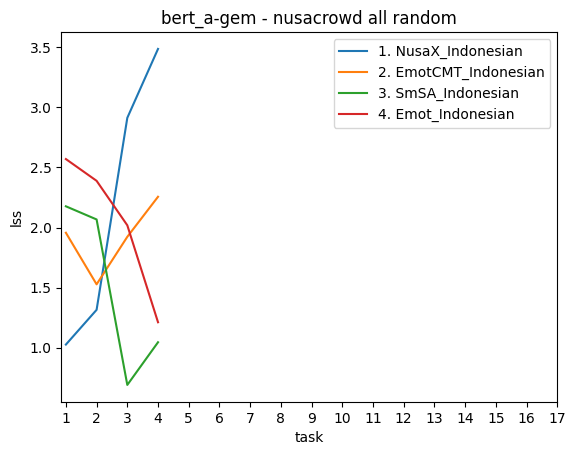 bert_a-gem - nusacrowd all random
3.5
3.0
2.5
2.0
1.5
1.0
lss
1. NusaX_Indonesian
2. EmotCMT_Indonesian
3. SmSA_Indonesian
4. Emot_Indonesian
1 2 3 4 5 6 7 8 9 10 11 12 13 14 15 16 17
task